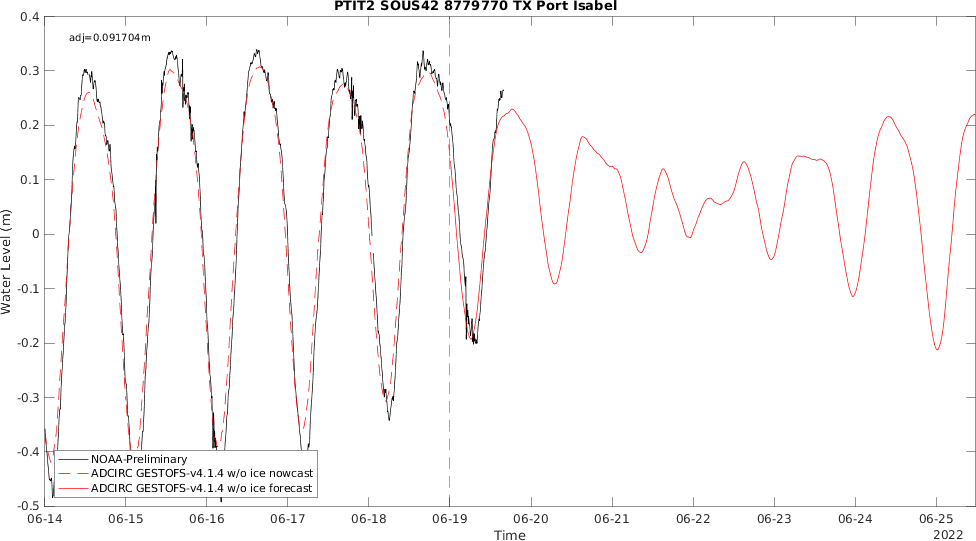 PTIT2 SOUS42 8779770 TX Port Isabel
adj=0.091704m
0.4
0.3
0.2
0.1
0
-0.1
-0.2
-0.3
-0.4
-0.5
Water Level (m)
NOAA-Preliminary
ADCIRC GESTOFS-v4.1.4 w/o ice nowcast
ADCIRC GESTOFS-v4.1.4 w/o ice forecast
06-14 06-15 06-16 06-17 06-18 06-19 06-20 06-21 06-22 06-23 06-24 06-25
Time
2022